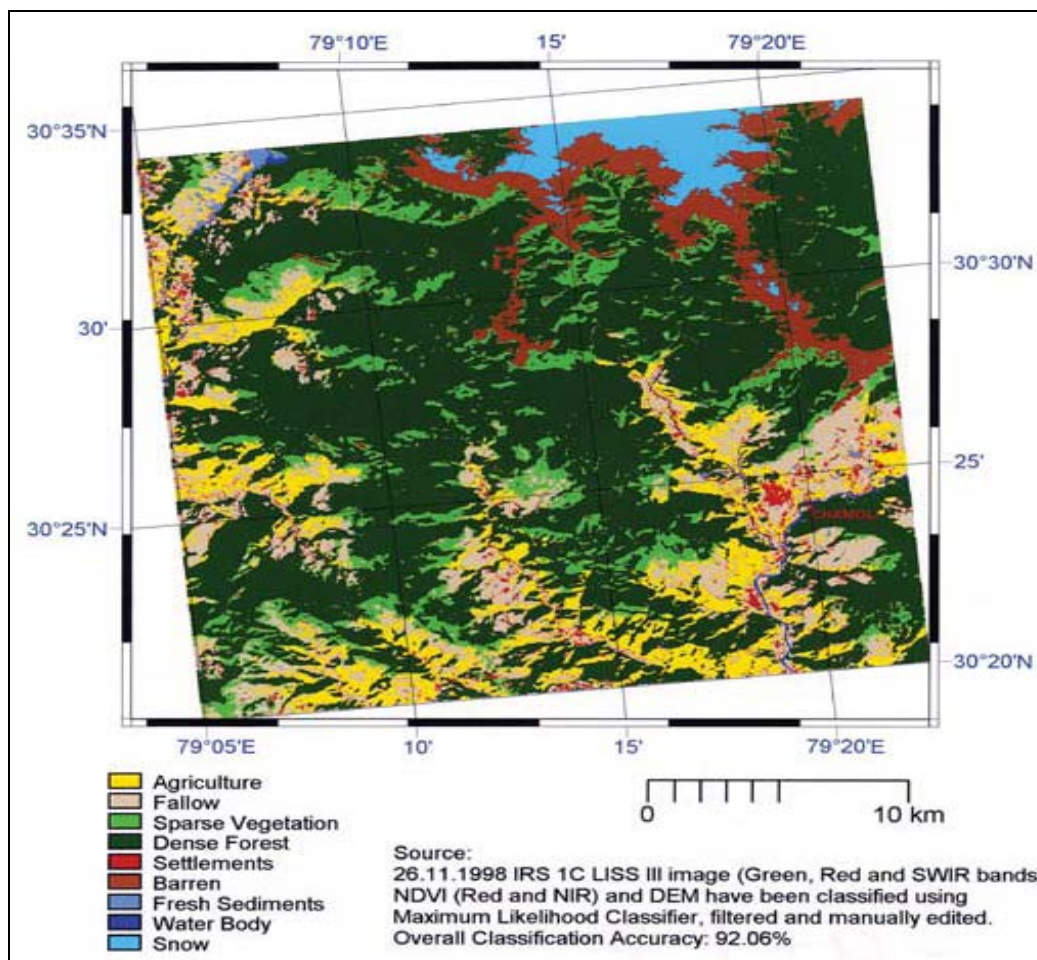 79°10'E 15' 79°20'E
30°35'N
30°30'N
30'
25'
30°25'N
CHAMOLI
30°20'N
79°05'E 10' 15' 79°20'E
Agriculture
Fallow
Sparse Vegetation
Dense Forest
Settlements
Barren
Fresh Sediments
Water Body
Snow
0 10 km
Source:
26.11.1998 IRS 1C LISS III image (Green, Red and SWIR bands
NDVI (Red and NIR) and DEM have been classified using
Maximum Likelihood Classifier, filtered and manually edited.
Overall Classification Accuracy: 92.06%